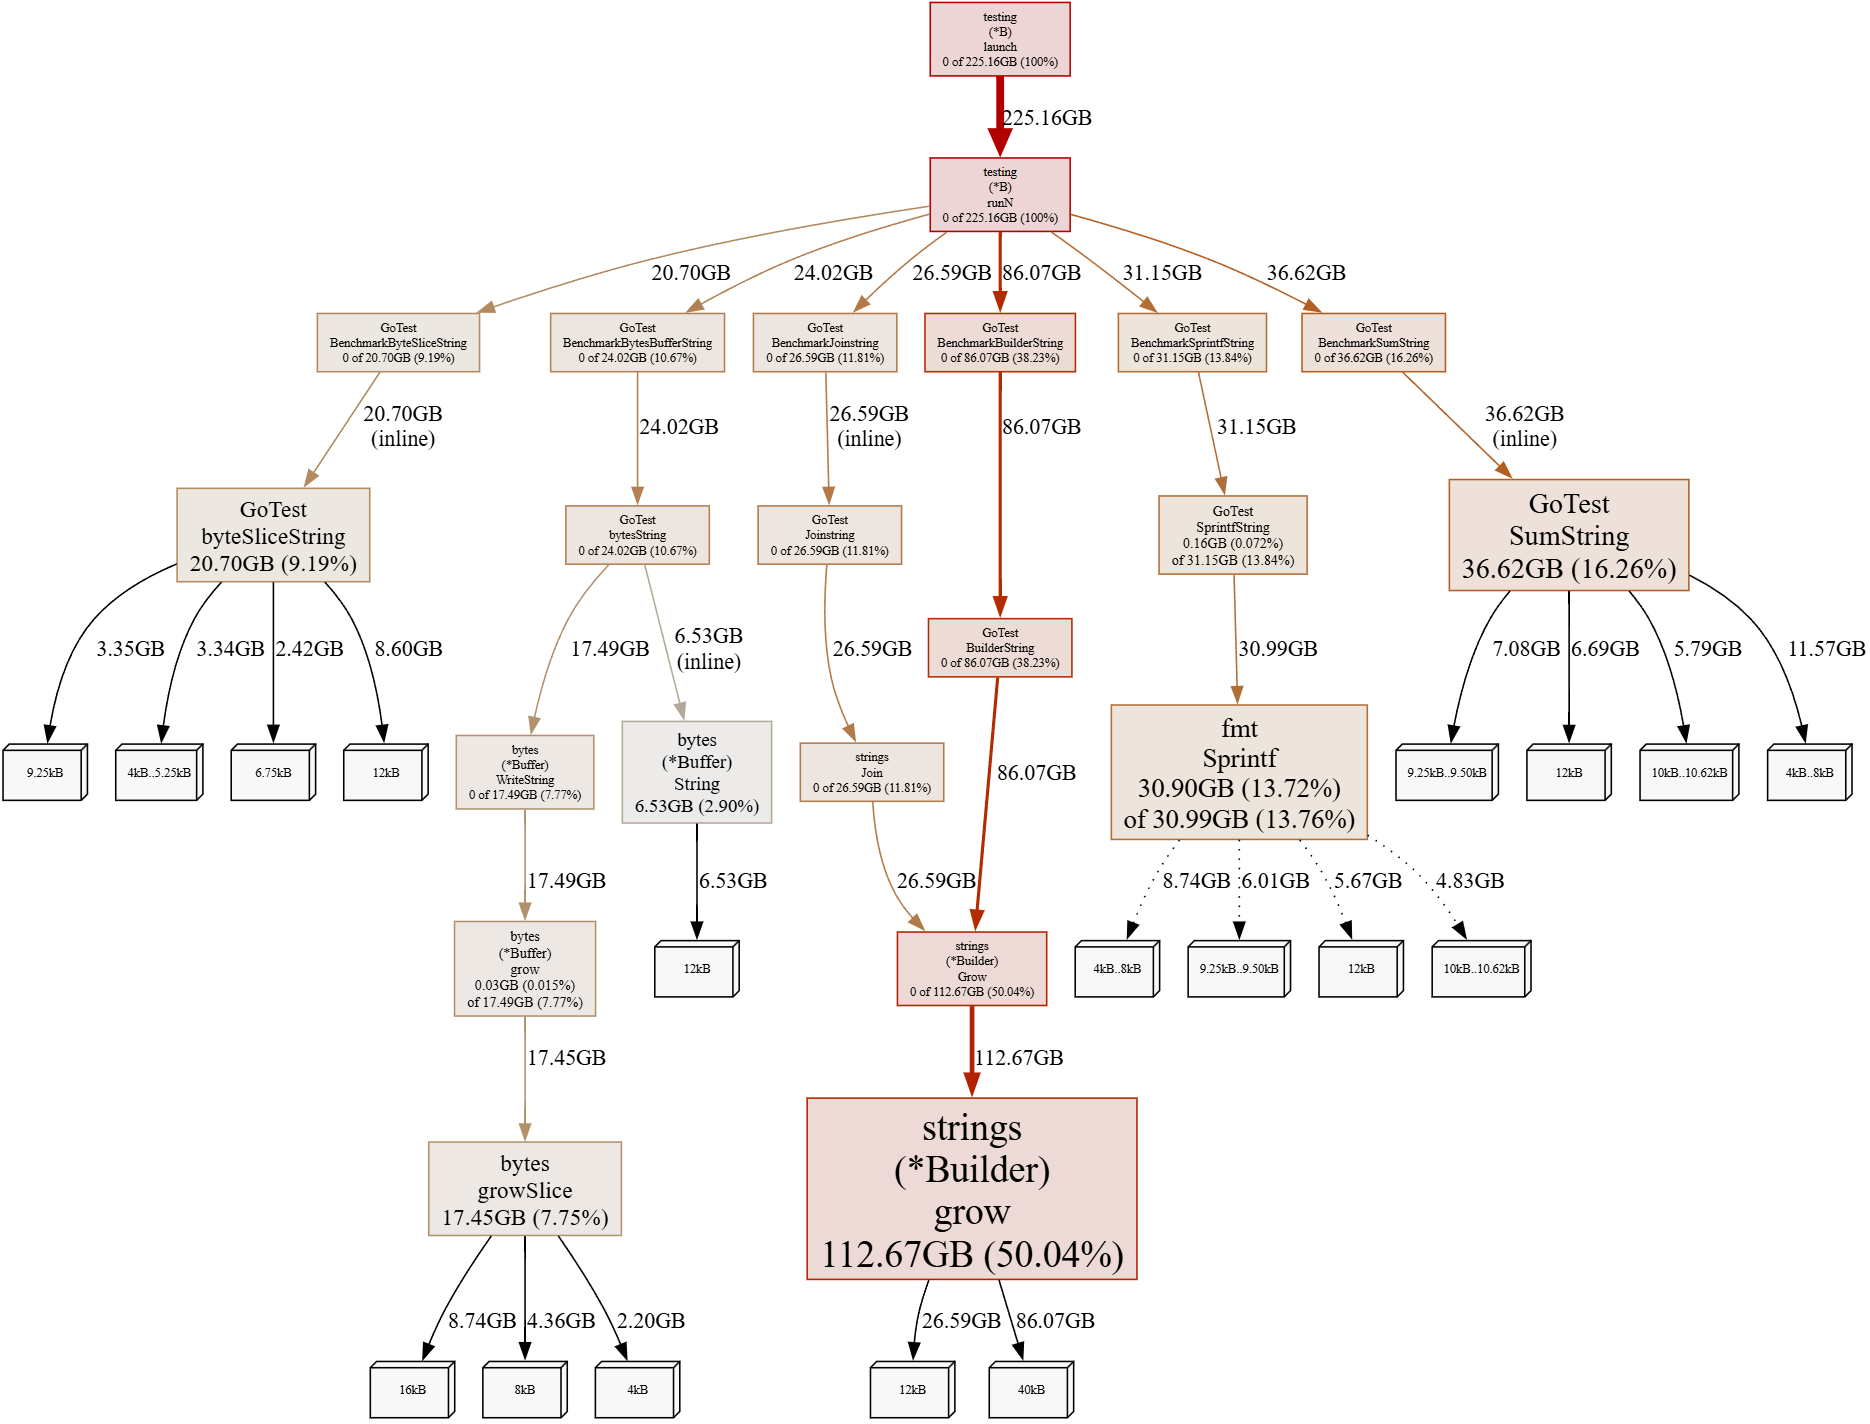 testing
(*B)
launch
0 of 225.16GB (100%)
225.16GB
testing
(*B)
runN
0 of 225.16GB (100%)
20.70GB
24.02GB
26.59GB
86.07GB
31.15GB
36.62GB
GoTest
BenchmarkByteSliceString
0 of 20.70GB (9.19%)
GoTest
BenchmarkBytesBufferString
0 of 24.02GB (10.67%)
GoTest
BenchmarkJoinstring
0 of 26.59GB (11.81%)
GoTest
BenchmarkBuilderString
0 of 86.07GB (38.23%)
GoTest
BenchmarkSprintfString
0 of 31.15GB (13.84%)
GoTest
BenchmarkSumString
0 of 36.62GB (16.26%)
20.70GB
(inline)
24.02GB
26.59GB
(inline)
86.07GB
31.15GB
36.62GB
(inline)
GoTest
byteSliceString
20.70GB (9.19%)
GoTest
bytesString
0 of 24.02GB (10.67%)
GoTest
Joinstring
0 of 26.59GB (11.81%)
GoTest
SprintfString
0.16GB (0.072%)
of 31.15GB (13.84%)
GoTest
SumString
36.62GB (16.26%)
3.35GB
3.34GB
2.42GB
8.60GB
17.49GB
6.53GB
(inline)
26.59GB
GoTest
BuilderString
0 of 86.07GB (38.23%)
30.99GB
7.08GB
6.69GB
5.79GB
11.57GB
9.25kB
4kB..5.25kB
6.75kB
12kB
bytes
(*Buffer)
WriteString
0 of 17.49GB (7.77%)
bytes
(*Buffer)
String
6.53GB (2.90%)
strings
Join
0 of 26.59GB (11.81%)
86.07GB
fmt
Sprintf
30.90GB (13.72%)
of 30.99GB (13.76%)
9.25kB..9.50kB
12kB
10kB..10.62kB
4kB..8kB
17.49GB
6.53GB
26.59GB
8.74GB
6.01GB
5.67GB
4.83GB
bytes
(*Buffer)
grow
0.03GB (0.015%)
of 17.49GB (7.77%)
12kB
strings
(*Builder)
Grow
0 of 112.67GB (50.04%)
4kB..8kB
9.25kB..9.50kB
12kB
10kB..10.62kB
17.45GB
112.67GB
bytes
growSlice
17.45GB (7.75%)
strings
(*Builder)
grow
112.67GB (50.04%)
8.74GB
4.36GB
2.20GB
26.59GB
86.07GB
16kB
8kB
4kB
12kB
40kB